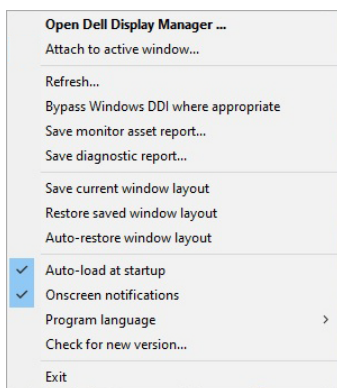 Open Dell Display Manager ...
Attach to active window...
Refresh...
Bypass Windows DDI where appropriate
Save monitor asset report...
Save diagnostic report...
Save current window layout
Restore saved window layout
Auto-restore window layout
Auto-load at startup
Onscreen notifications
Program language
Check for new version...
Exit